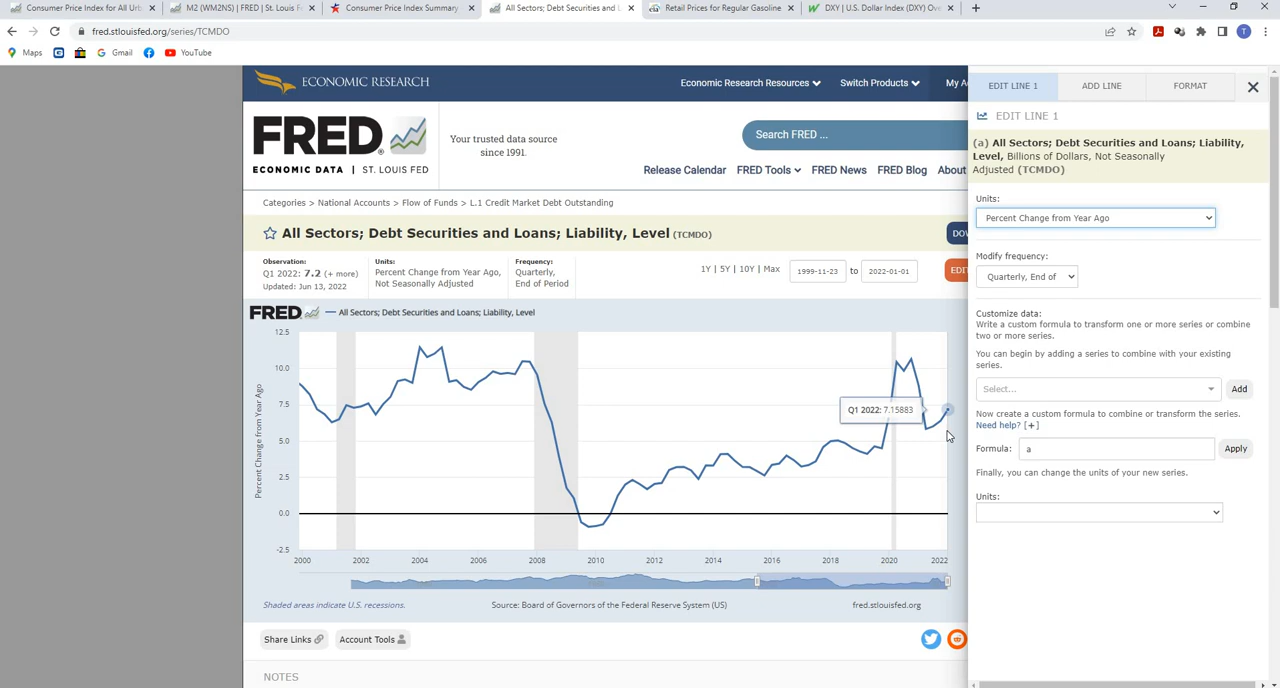 Consumer Price Index for All Urb
M2 (WM2NS) | FRED | St. Louis F
Consumer Price Index Summary
All Sectors; Debt Securities and L
Retail Prices for Regular Gasoline
DXY | U.S. Dollar Index (DXY) Ov
fred.stlouisfed.org/series/TCMDO
T
Maps
Gmail
YouTube
ECONOMIC RESEARCH
Economic Research Resources
Switch Products
My A
FRED
ECONOMIC DATA | ST. LOUIS FED
Your trusted data source
since 1991.
Search FRED ...
Release Calendar
FRED Tools
FRED News
FRED Blog
About
Categories > National Accounts > Flow of Funds > L.1 Credit Market Debt Outstanding
All Sectors; Debt Securities and Loans; Liability, Level (TCMDO)
DO
Observation:
Q1 2022: 7.2 (+ more)
Updated: Jun 13, 2022
Units:
Percent Change from Year Ago,
Not Seasonally Adjusted
Frequency:
Quarterly,
End of Period
1Y | 5Y | 10Y | Max
1999-11-23
to
2022-01-01
EDI
FRED
All Sectors; Debt Securities and Loans; Liability, Level
Percent Change from Year Ago
12.5
10.0
7.5
5.0
2.5
0.0
-2.5
Q1 2022: 7.15883
2000
2002
2004
2006
2008
2010
2012
2014
2016
2018
2020
2022
Shaded areas indicate U.S. recessions.
Source: Board of Governors of the Federal Reserve System (US)
fred.stlouisfed.org
Share Links
Account Tools
NOTES
EDIT LINE 1
ADD LINE
FORMAT
EDIT LINE 1
(a) All Sectors; Debt Securities and Loans; Liability,
Level, Billions of Dollars, Not Seasonally
Adjusted (TCMDO)
Units:
Percent Change from Year Ago
Modify frequency:
Quarterly, End of
Customize data:
Write a custom formula to transform one or more series or combine
two or more series.
You can begin by adding a series to combine with your existing
series.
Select...
Add
Now create a custom formula to combine or transform the series.
Need help? [+]
Formula:
a
Apply
Finally, you can change the units of your new series.
Units: